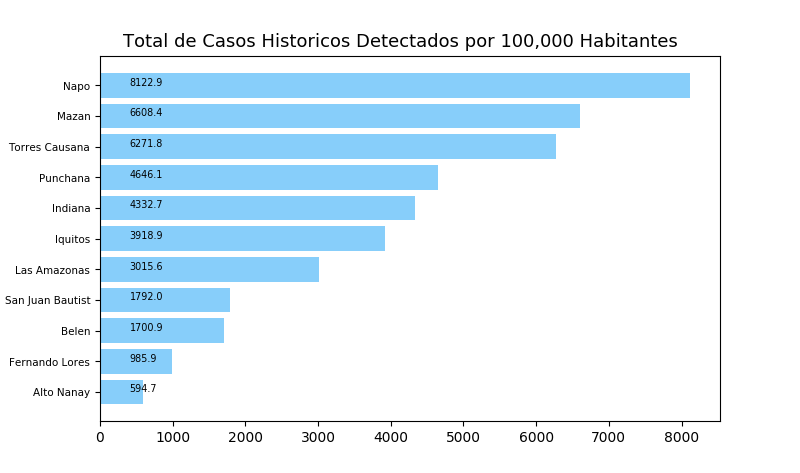 Total de Casos Historicos Detectados por 100,000 Habitantes
Napo 8122.9
Mazan 6608.4
Torres Causana 6271.8
Punchana 4646.1
Indiana 4332.7
Iquitos 3918.9
Las Amazonas 3015.6
San Juan Bautist 1792.0
Belen 1700.9
Fernando Lores 985.9
Alto Nanay 594.7
0 1000 2000 3000 4000 5000 6000 7000 8000